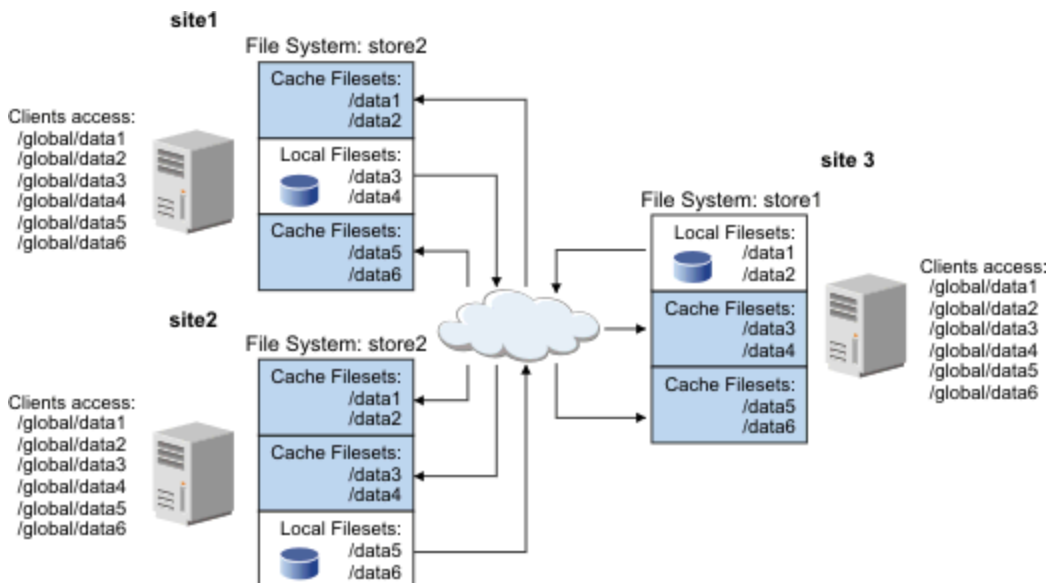 site1
File System: store2
Cache Filesets:
/data1
/data2
Clients access:
/global/data1
/global/data2
/global/data3
/global/data4
/global/data5
/global/data6
Local Filesets:
/data3
/data4
Cache Filesets:
/data5
/data6
site2
File System: store2
Cache Filesets:
/data1
/data2
Clients access:
/global/data1
/global/data2
/global/data3
/global/data4
/global/data5
/global/data6
Cache Filesets:
/data3
/data4
Local Filesets:
/data5
/data6
site 3
File System: store1
Local Filesets:
/data1
/data2
Clients access:
/global/data1
/global/data2
/global/data3
/global/data4
/global/data5
/global/data6
Cache Filesets:
/data3
/data4
Cache Filesets:
/data5
/data6